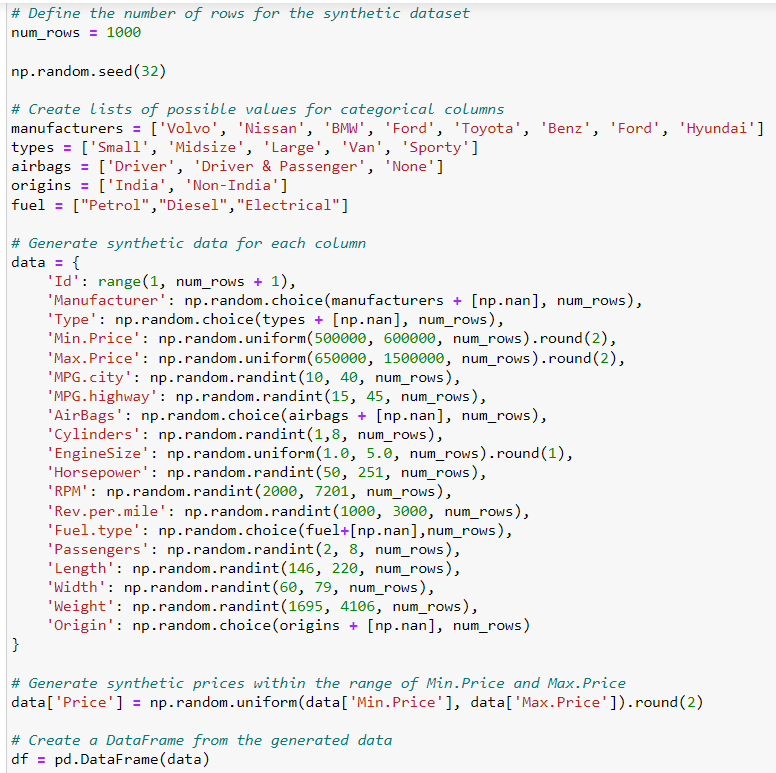 # Define the number of rows for the synthetic dataset
num_rows = 1000

np.random.seed(32)

# Create lists of possible values for categorical columns
manufacturers = ['Volvo', 'Nissan', 'BMW', 'Ford', 'Toyota', 'Benz', 'Ford', 'Hyundai']
types = ['Small', 'Midsize', 'Large', 'Van', 'Sporty']
airbags = ['Driver', 'Driver & Passenger', 'None']
origins = ['India', 'Non-India']
fuel = ["Petrol","Diesel","Electrical"]

# Generate synthetic data for each column
data = {
    'Id': range(1, num_rows + 1),
    'Manufacturer': np.random.choice(manufacturers + [np.nan], num_rows),
    'Type': np.random.choice(types + [np.nan], num_rows),
    'Min.Price': np.random.uniform(500000, 600000, num_rows).round(2),
    'Max.Price': np.random.uniform(650000, 1500000, num_rows).round(2),
    'MPG.city': np.random.randint(10, 40, num_rows),
    'MPG.highway': np.random.randint(15, 45, num_rows),
    'AirBags': np.random.choice(airbags + [np.nan], num_rows),
    'Cylinders': np.random.randint(1,8, num_rows),
    'EngineSize': np.random.uniform(1.0, 5.0, num_rows).round(1),
    'Horsepower': np.random.randint(50, 251, num_rows),
    'RPM': np.random.randint(2000, 7201, num_rows),
    'Rev.per.mile': np.random.randint(1000, 3000, num_rows),
    'Fuel.type': np.random.choice(fuel+[np.nan],num_rows),
    'Passengers': np.random.randint(2, 8, num_rows),
    'Length': np.random.randint(146, 220, num_rows),
    'Width': np.random.randint(60, 79, num_rows),
    'Weight': np.random.randint(1695, 4106, num_rows),
    'Origin': np.random.choice(origins + [np.nan], num_rows)
}

# Generate synthetic prices within the range of Min.Price and Max.Price
data['Price'] = np.random.uniform(data['Min.Price'], data['Max.Price']).round(2)

# Create a DataFrame from the generated data
df = pd.DataFrame(data)